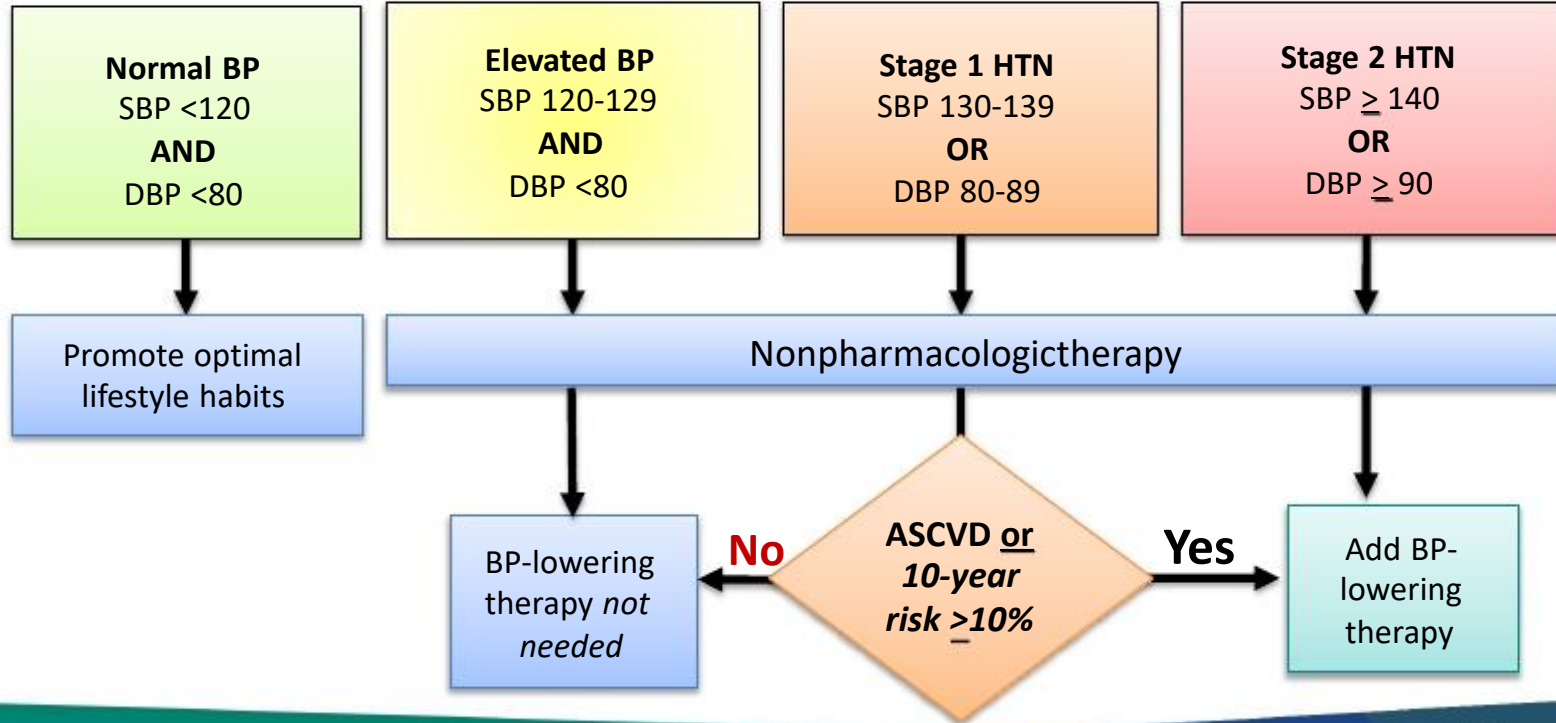 Normal BP
SBP <120
AND
DBP <80
Elevated BP
SBP 120-129
AND
DBP <80
Stage 1 HTN
SBP 130-139
OR
DBP 80-89
Stage 2 HTN
SBP ≥ 140
OR
DBP ≥ 90
Promote optimal
lifestyle habits
Nonpharmacologictherapy
BP-lowering
therapy not
needed
No
ASCVD or
10-year
risk ≥10%
Yes
Add BP-
lowering
therapy